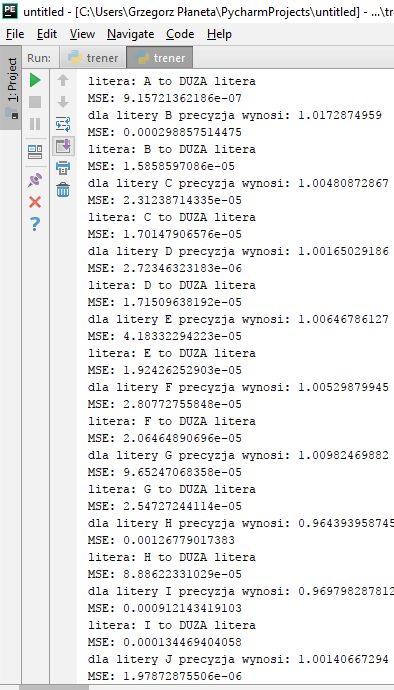 untitled - [C:\Users\Grzegorz Płaneta\PycharmProjects\untitled] - ...\tr
File Edit View Navigate Code Help
Run: trener trener
1: Project
litera: A to DUZA litera
MSE: 9.15721362186e-07
dla litery B precyzja wynosi: 1.0172874959
MSE: 0.000298857514475
litera: B to DUZA litera
MSE: 1.5858597086e-05
dla litery C precyzja wynosi: 1.00480872867
MSE: 2.31238714335e-05
litera: C to DUZA litera
MSE: 1.70147906576e-05
dla litery D precyzja wynosi: 1.00165029186
MSE: 2.72346323183e-06
litera: D to DUZA litera
MSE: 1.71509638192e-05
dla litery E precyzja wynosi: 1.00646786127
MSE: 4.18332294223e-05
litera: E to DUZA litera
MSE: 1.92426252903e-05
dla litery F precyzja wynosi: 1.00529879945
MSE: 2.80772755848e-05
litera: F to DUZA litera
MSE: 2.06464890696e-05
dla litery G precyzja wynosi: 1.00982469882
MSE: 9.65247068358e-05
litera: G to DUZA litera
MSE: 2.54727244114e-05
dla litery H precyzja wynosi: 0.964393958745
MSE: 0.00126779017383
litera: H to DUZA litera
MSE: 8.88622331029e-05
dla litery I precyzja wynosi: 0.969798287812
MSE: 0.000912143419103
litera: I to DUZA litera
MSE: 0.000134469404058
dla litery J precyzja wynosi: 1.00140667294
MSE: 1.97872875506e-06